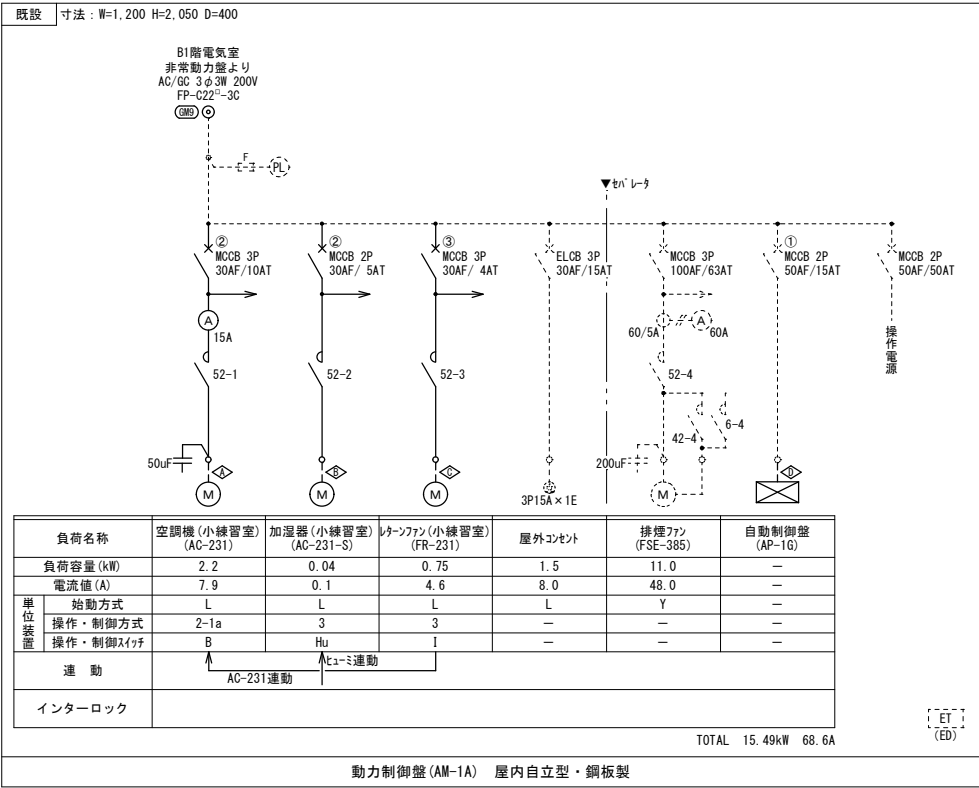 既設 寸法：W=1,200 H=2,050 D=400
B1階電気室
非常動力盤より
AC/GC 3φ3W 200V
FP-C22□-3C
GM9
F
PL
▼セパレータ
②
MCCB 3P
30AF/10AT
②
MCCB 2P
30AF/ 5AT
③
MCCB 3P
30AF/ 4AT
ELCB 3P
30AF/15AT
MCCB 3P
100AF/63AT
①
MCCB 2P
50AF/15AT
MCCB 2P
50AF/50AT
A
15A
60/5A
A
60A
操作電源
52-1
52-2
52-3
52-4
42-4
6-4
50uF
A
B
C
200uF
D
M
M
M
3P15A×1E
M
負荷名称 空調機(小練習室) 加湿器(小練習室) リターンファン(小練習室) 屋外コンセント 排煙ファン 自動制御盤
(AC-231) (AC-231-S) (FR-231) (FSE-385) (AP-1G)
負荷容量(kW) 2.2 0.04 0.75 1.5 11.0 －
電流値(A) 7.9 0.1 4.6 8.0 48.0 －
単位装置
始動方式 L L L L Y －
操作・制御方式 2-1a 3 3 － － －
操作・制御スイッチ B Hu I － － －
連 動
ヒューミ連動
AC-231連動
インターロック
TOTAL 15.49kW 68.6A
ET
(ED)
動力制御盤(AM-1A) 屋内自立型・鋼板製